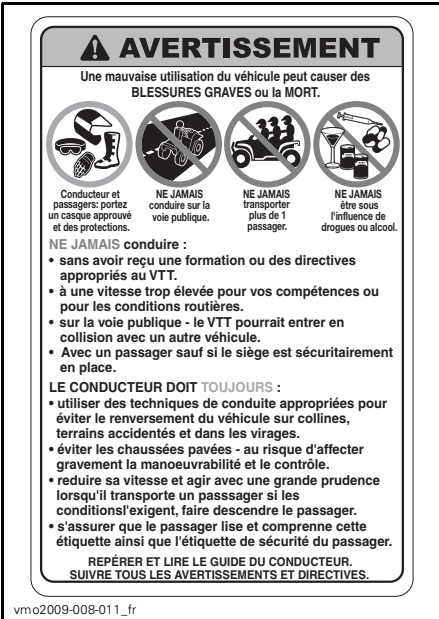 AVERTISSEMENT
Une mauvaise utilisation du véhicule peut causer des
BLESSURES GRAVES ou la MORT.
Conducteur et
passagers: portez
un casque approuvé
et des protections.
NE JAMAIS
conduire sur la
voie publique.
NE JAMAIS
transporter
plus de 1
passager.
NE JAMAIS
être sous
l'influence de
drogues ou alcool.
NE JAMAIS conduire :
• sans avoir reçu une formation ou des directives
appropriés au VTT.
• à une vitesse trop élevée pour vos compétences ou
pour les conditions routières.
• sur la voie publique - le VTT pourrait entrer en
collision avec un autre véhicule.
• Avec un passager sauf si le siège est sécuritairement
en place.
LE CONDUCTEUR DOIT TOUJOURS :
• utiliser des techniques de conduite appropriées pour
éviter le renversement du véhicule sur collines,
terrains accidentés et dans les virages.
• éviter les chaussées pavées - au risque d'affecter
gravement la manoeuvrabilité et le contrôle.
• réduire sa vitesse et agir avec une grande prudence
lorsqu'il transporte un passsager si les
conditionsl'exigent, faire descendre le passager.
• s'assurer que le passager lise et comprenne cette
étiquette ainsi que l'étiquette de sécurité du passager.
REPÉRER ET LIRE LE GUIDE DU CONDUCTEUR.
SUIVRE TOUS LES AVERTISSEMENTS ET DIRECTIVES.
vmo2009-008-011_fr